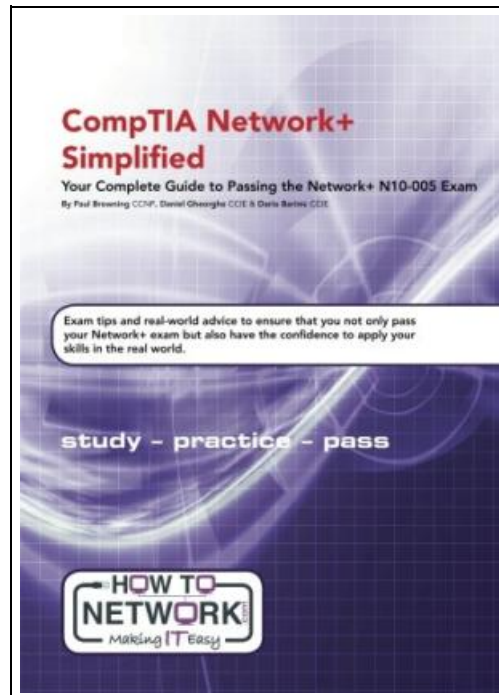 CompTIA Network+
Simplified
Your Complete Guide to Passing the Network+ N10-005 Exam
By Paul Browning CCNP, Daniel Gheorghe CCIE & Dario Barinic CCIE
Exam tips and real-world advice to ensure that you not only pass
your Network+ exam but also have the confidence to apply your
skills in the real world.
study – practice – pass
HOW TO
NETWORK.com
Making IT Easy